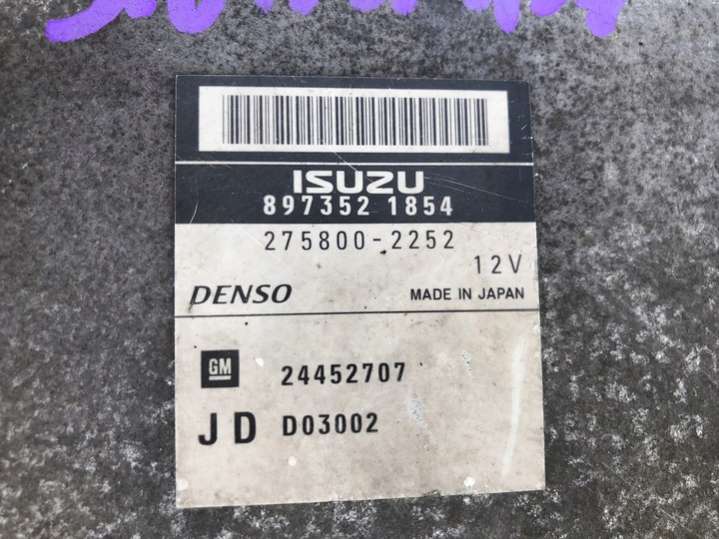 ISUZU
897352 1854
275800-2252
12V
DENSO MADE IN JAPAN
GM 24452707
JD D03002